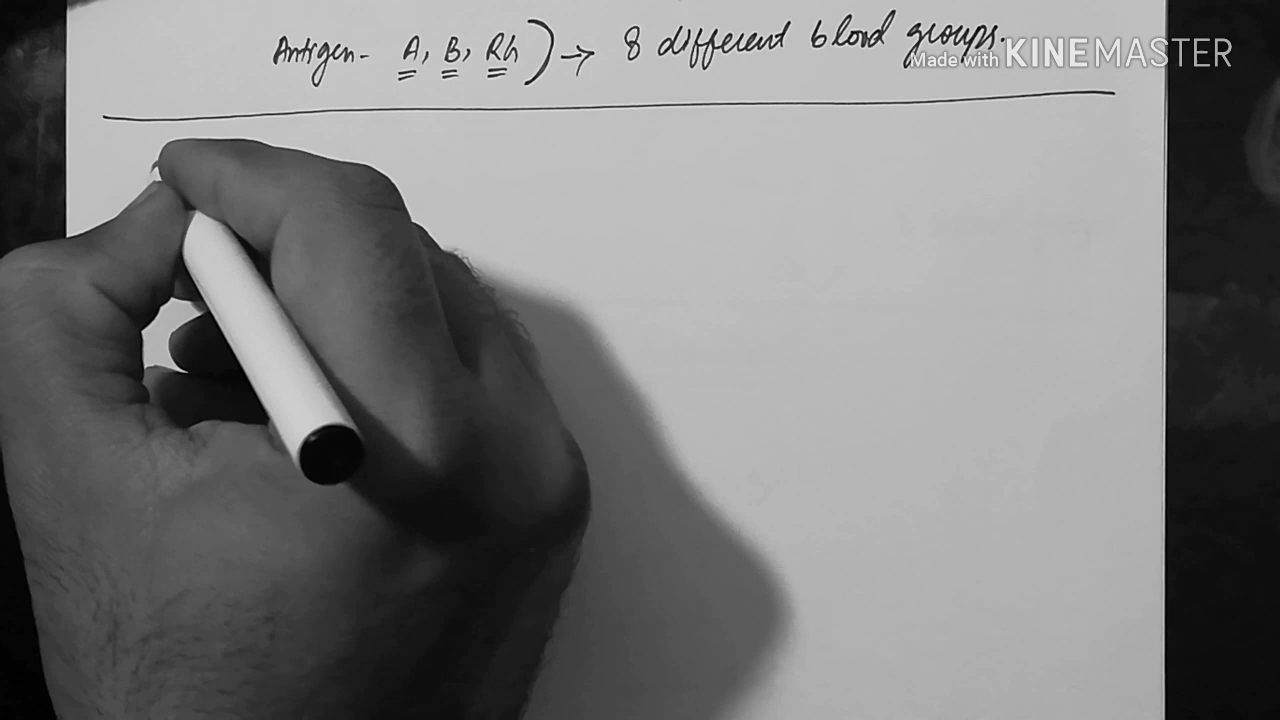 Antigen - A, B, Rh) → 8 different blood groups.
Made with KINEMASTER